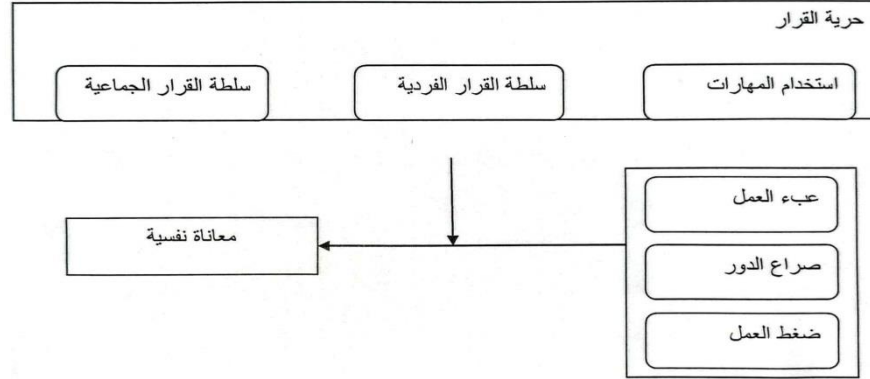 حرية القرار
استخدام المهارات
سلطة القرار الفردية
سلطة القرار الجماعية
عبء العمل
صراع الدور
ضغط العمل
معاناة نفسية